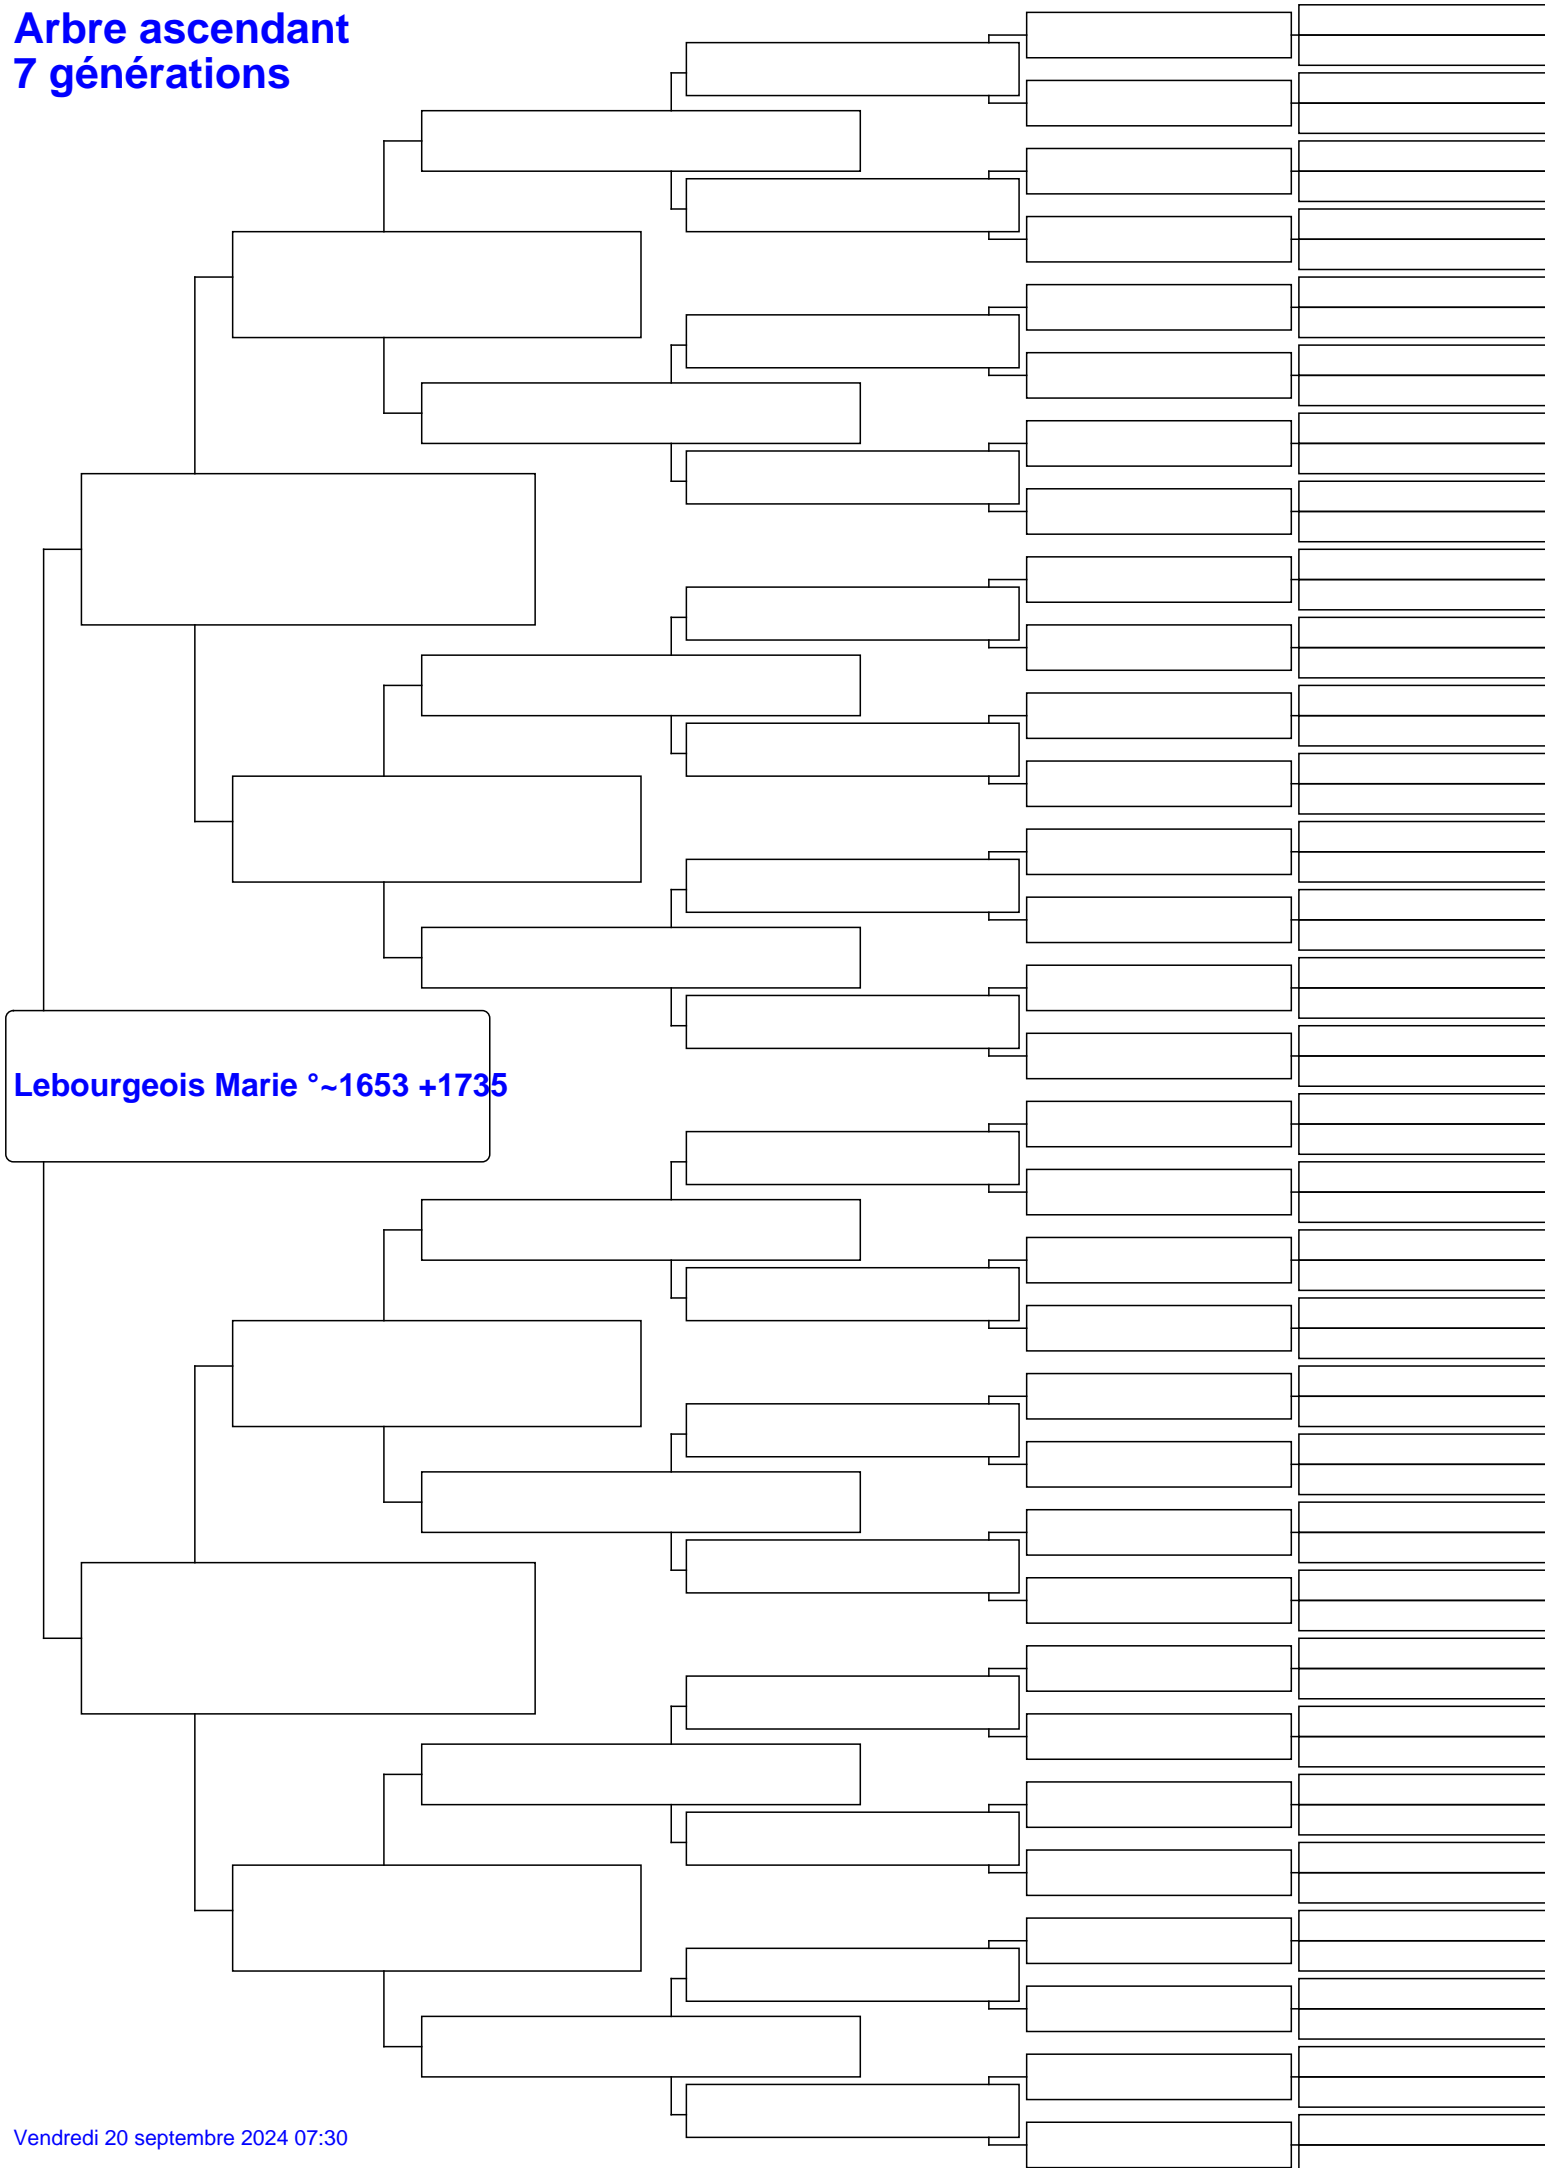 Arbre ascendant
7 générations
Lebourgeois Marie °~1653 +1735
Vendredi 20 septembre 2024 07:30